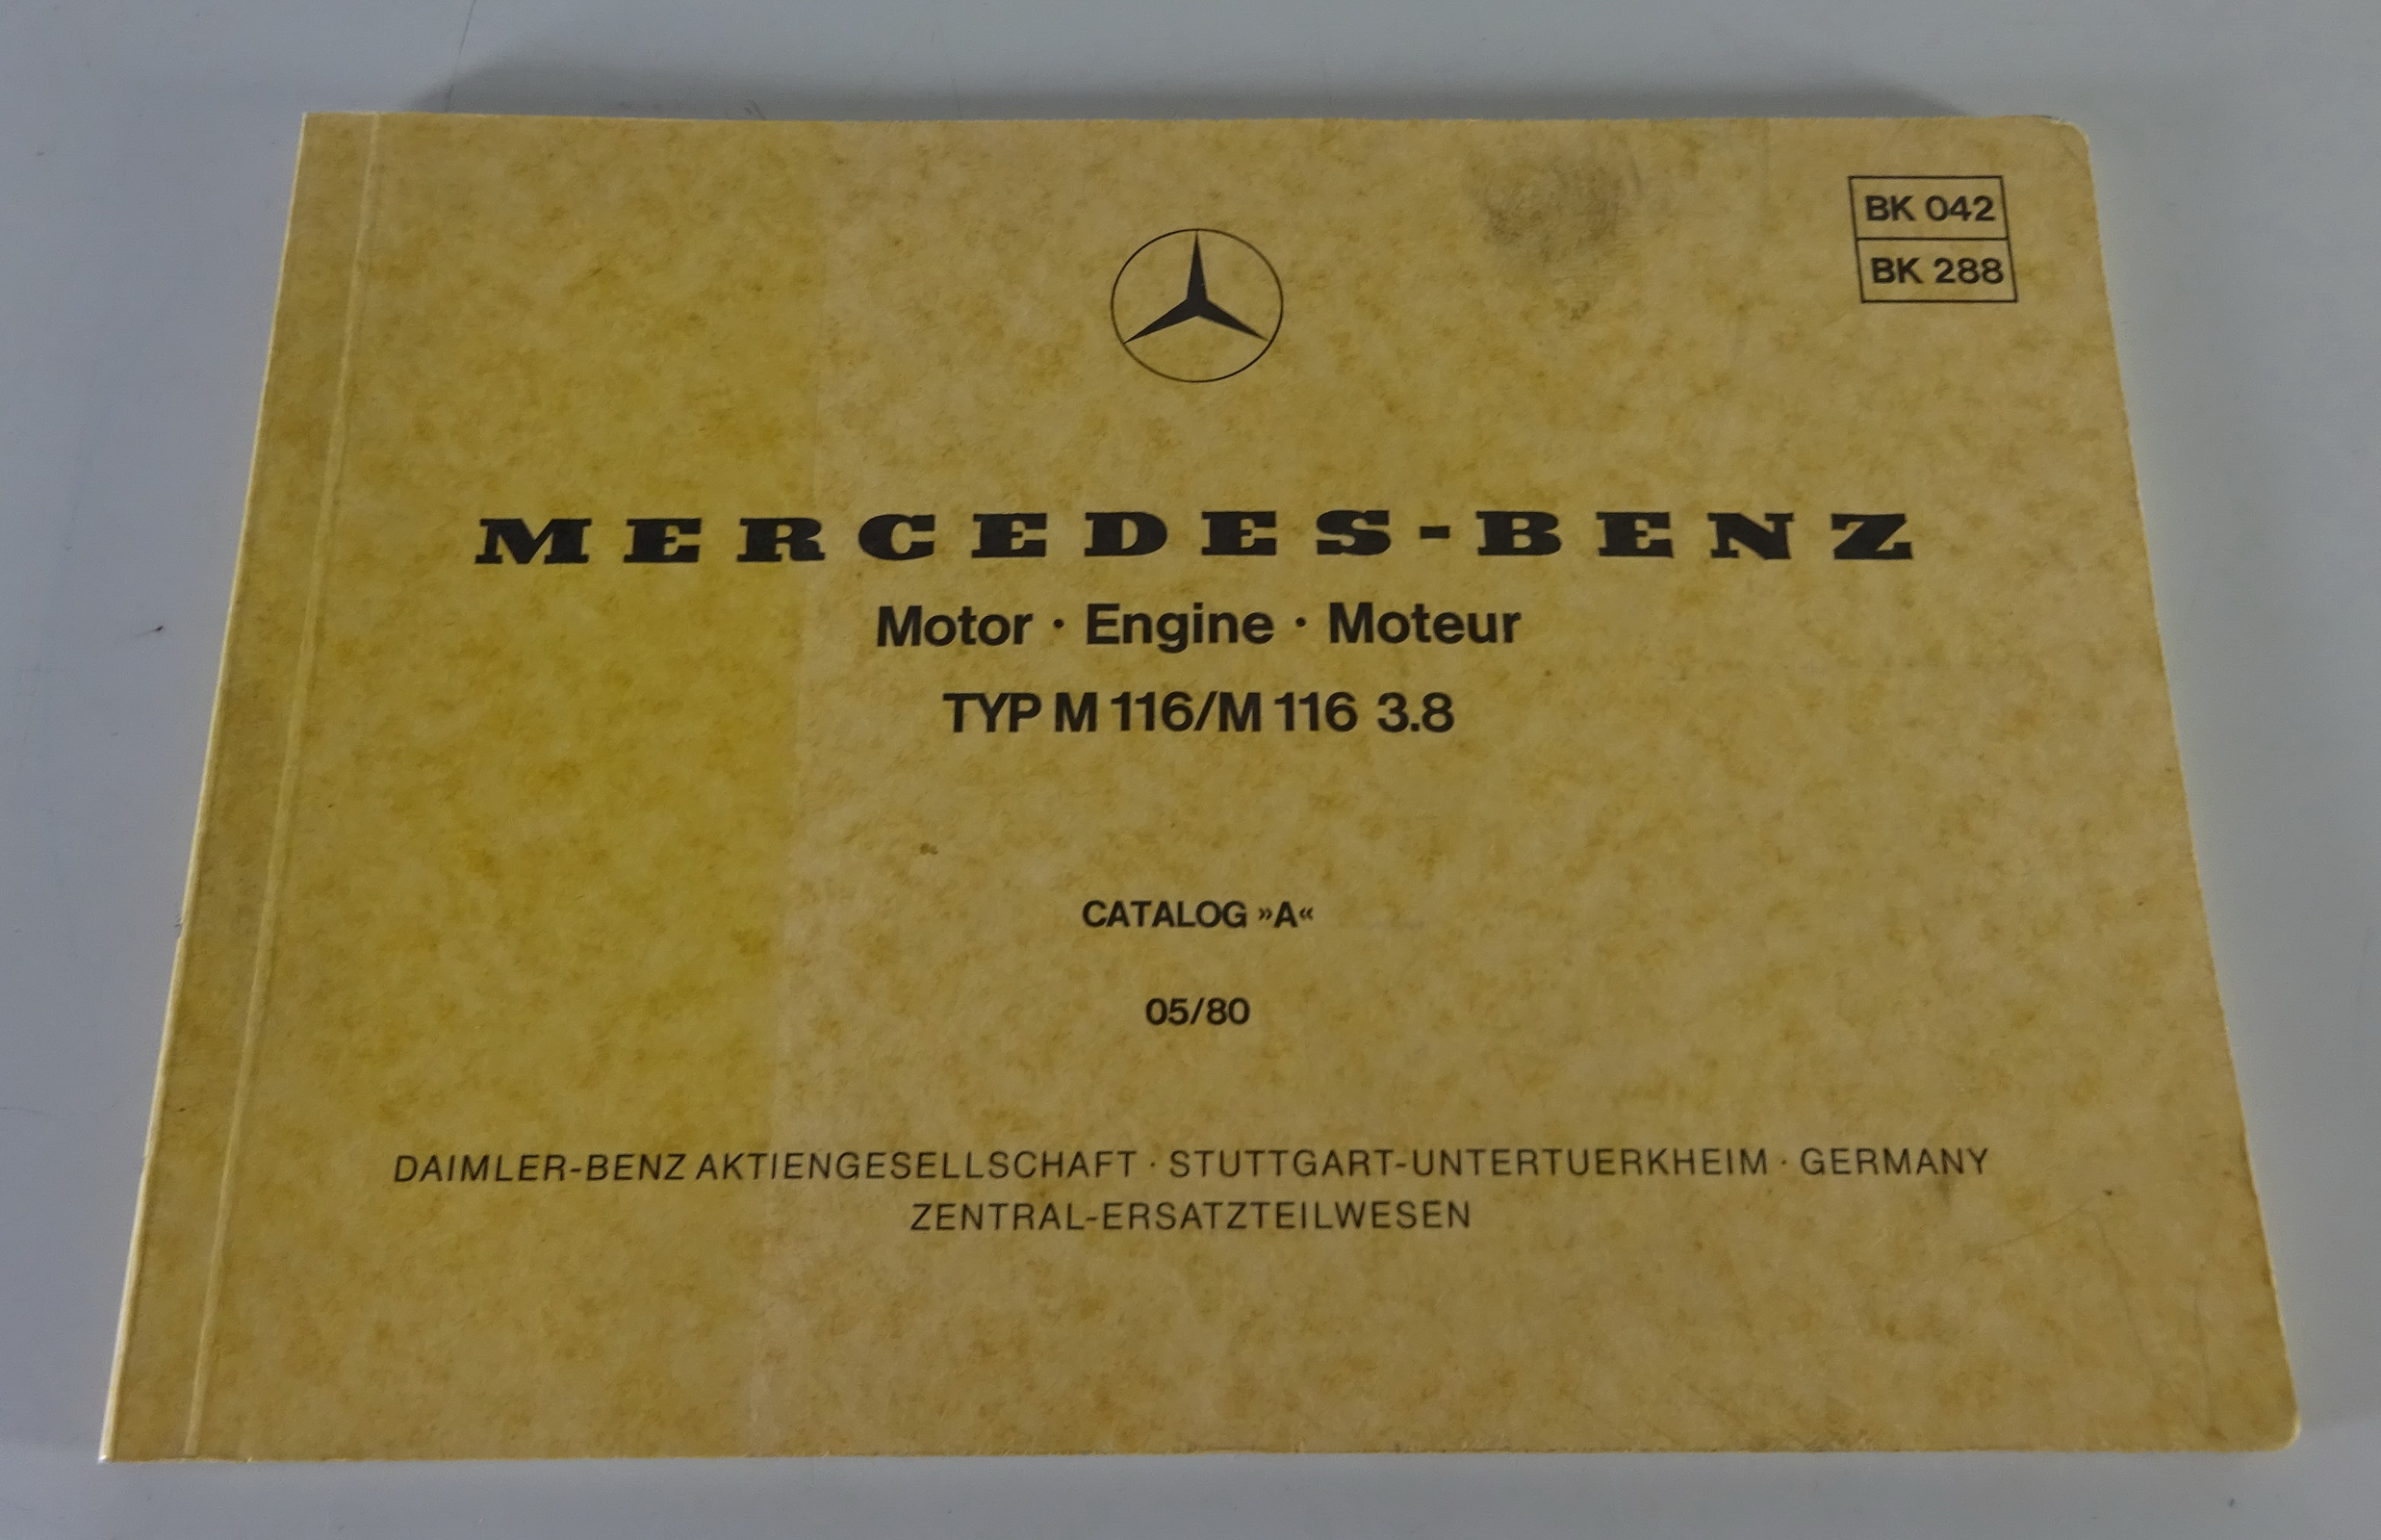 BK 042
BK 288
MERCEDES-BENZ
Motor · Engine · Moteur
TYP M 116/M 116 3.8
CATALOG »A«
05/80
DAIMLER-BENZ AKTIENGESELLSCHAFT · STUTTGART-UNTERTUERKHEIM · GERMANY
ZENTRAL-ERSATZTEILWESEN